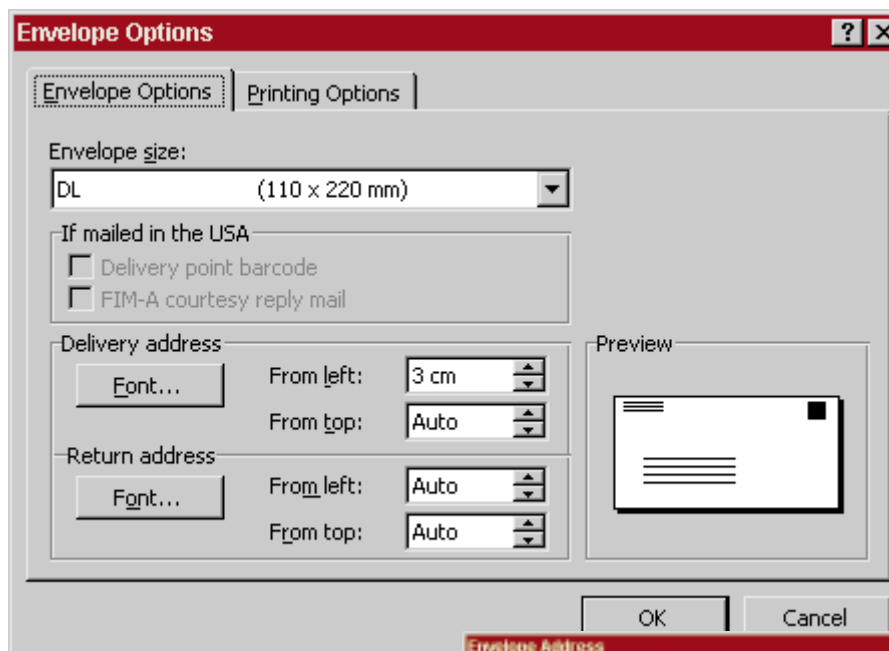 Envelope Options
Envelope Options Printing Options
Envelope size:
DL (110 x 220 mm)
If mailed in the USA
Delivery point barcode
FIM-A courtesy reply mail
Delivery address
Font... From left: 3 cm
From top: Auto
Return address
Font... From left: Auto
From top: Auto
Preview
OK Cancel
Envelope Address